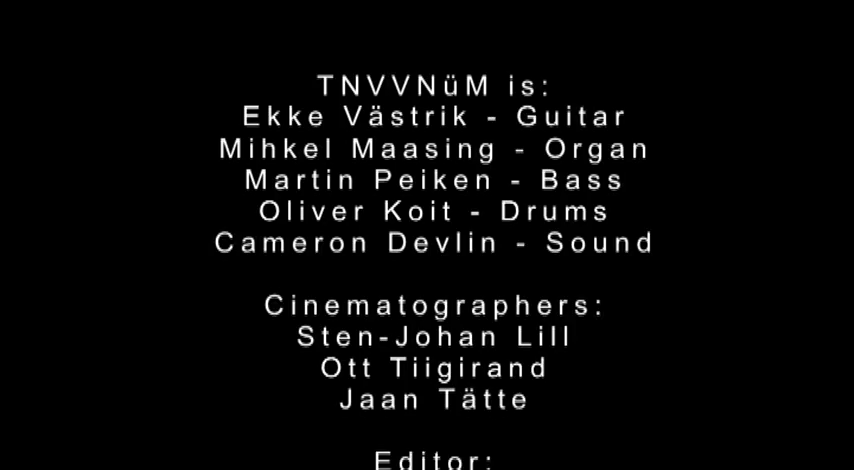 TNVVNüM is:
Ekke Västrik - Guitar
Mihkel Maasing - Organ
Martin Peiken - Bass
Oliver Koit - Drums
Cameron Devlin - Sound
Cinematographers:
Sten-Johan Lill
Ott Tiigirand
Jaan Tätte
Editor: